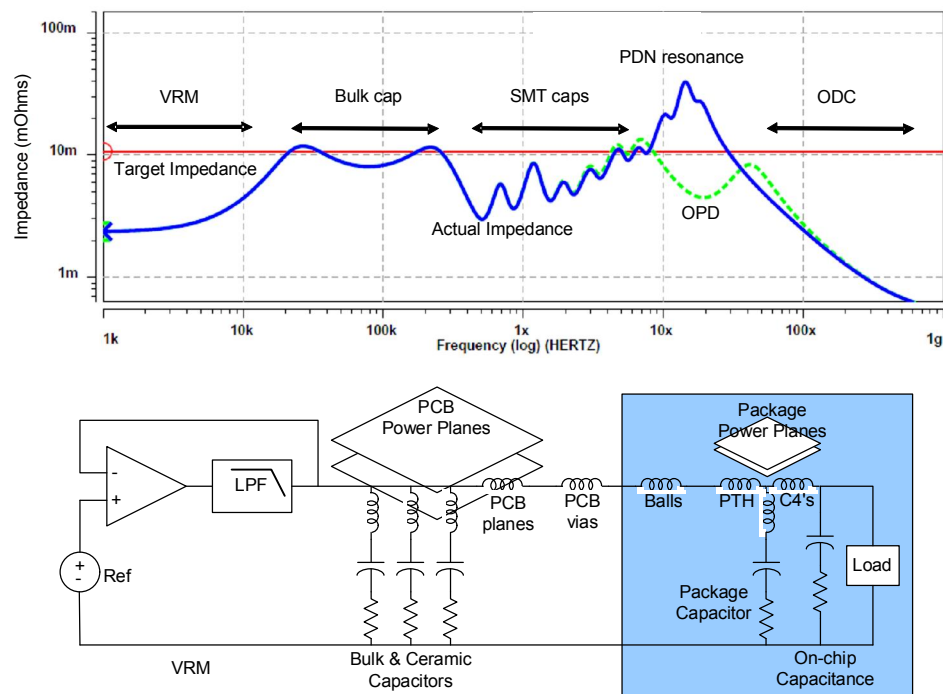 100m
PDN resonance
VRM
Bulk cap
SMT caps
ODC
Impedance (mOhms)
10m
Target Impedance
OPD
Actual Impedance
1m
1k
10k
100k
1x
10x
100x
1g
Frequency (log) (HERTZ)
PCB
Power Planes
Package
Power Planes
-
+
LPF
PCB
planes
PCB
vias
Balls
PTH
C4's
+
-
Ref
Load
Package
Capacitor
VRM
Bulk & Ceramic
Capacitors
On-chip
Capacitance